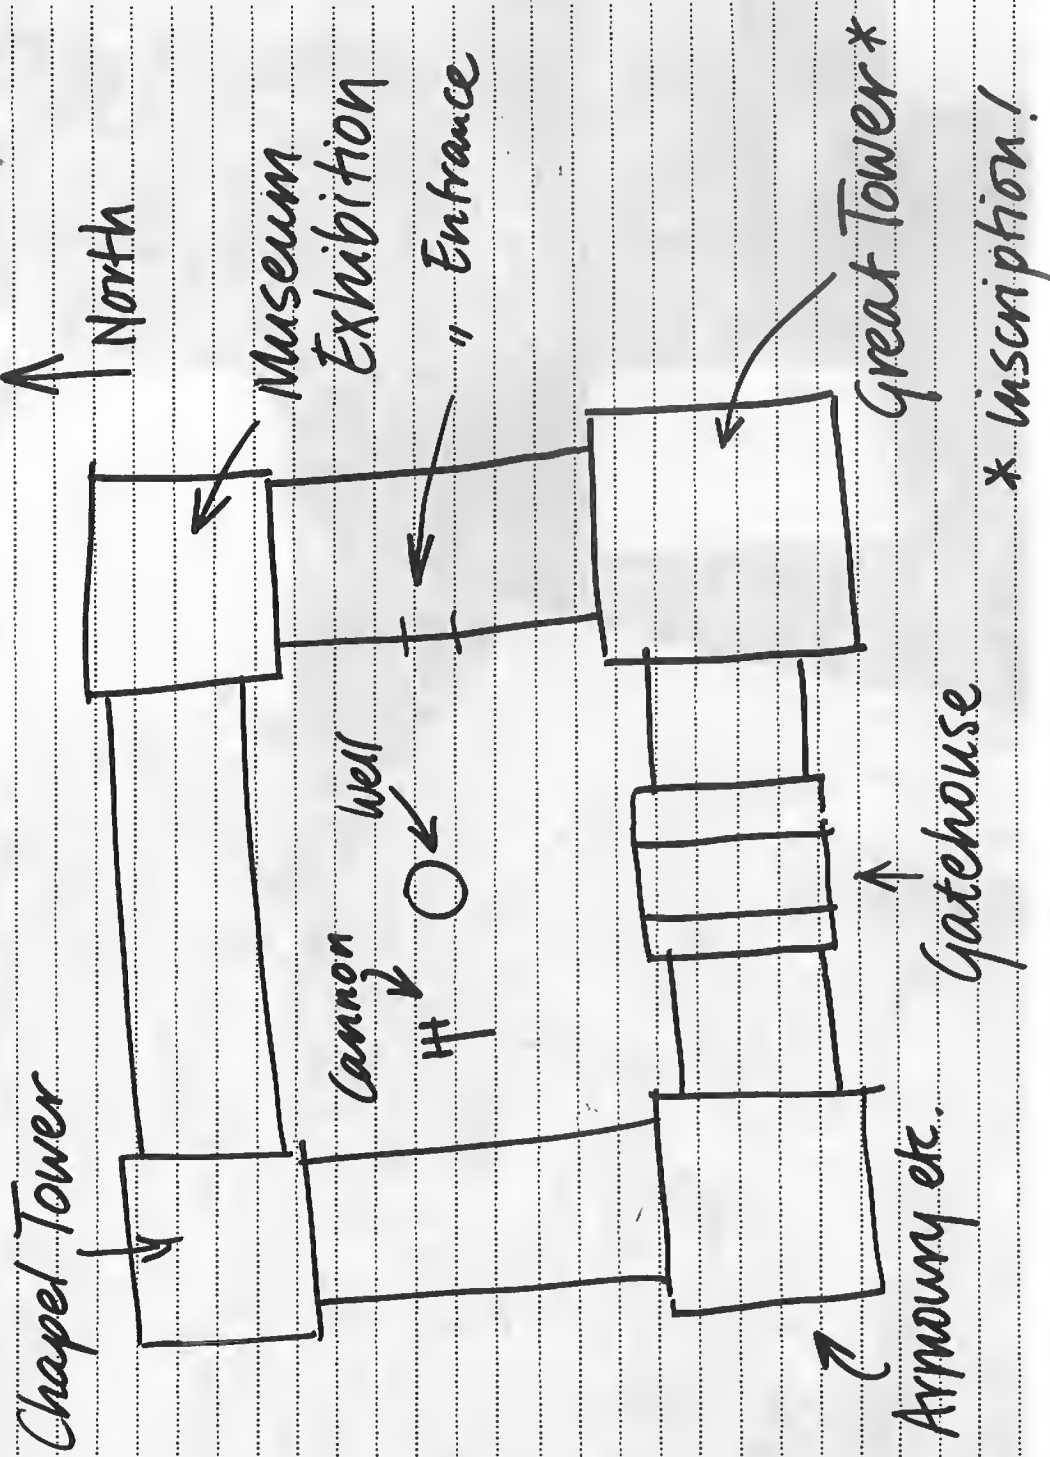 Chapel Tower
North
Museum
Exhibition
" Entrance
Cannon
Well
Great Tower*
Gatehouse
Armoury etc.
* Inscription!